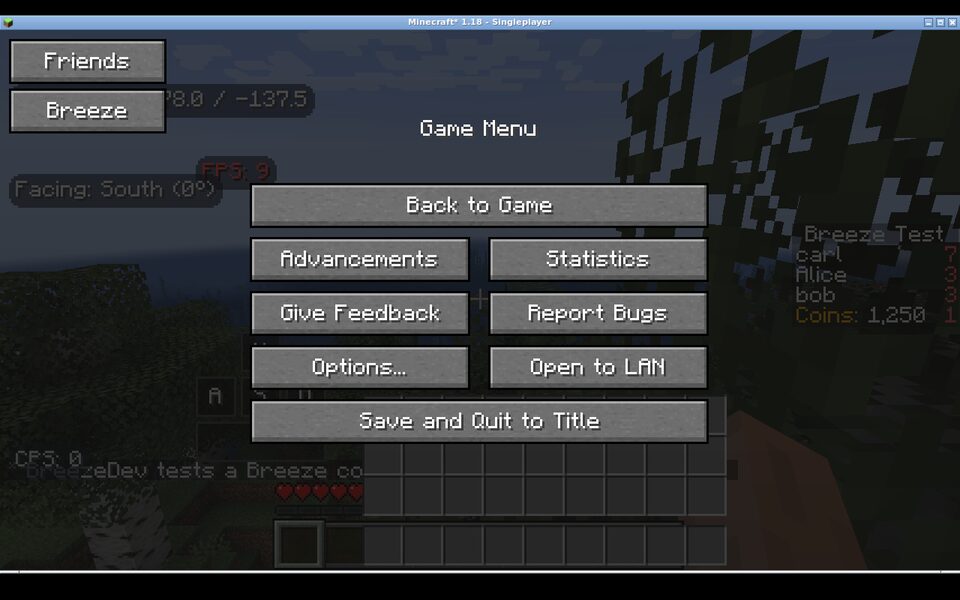 Minecraft* 1.18 - Singleplayer
Friends
Breeze
78.0 / -137.5
Game Menu
FPS: 9
Facing: South (0°)
Back to Game
Advancements
Statistics
Breeze Test
carl 7
Alice 3
bob 3
Coins: 1,250 1
Give Feedback
Report Bugs
Options...
Open to LAN
A
S
D
Save and Quit to Title
CPS: 0
BreezeDev tests a Breeze co